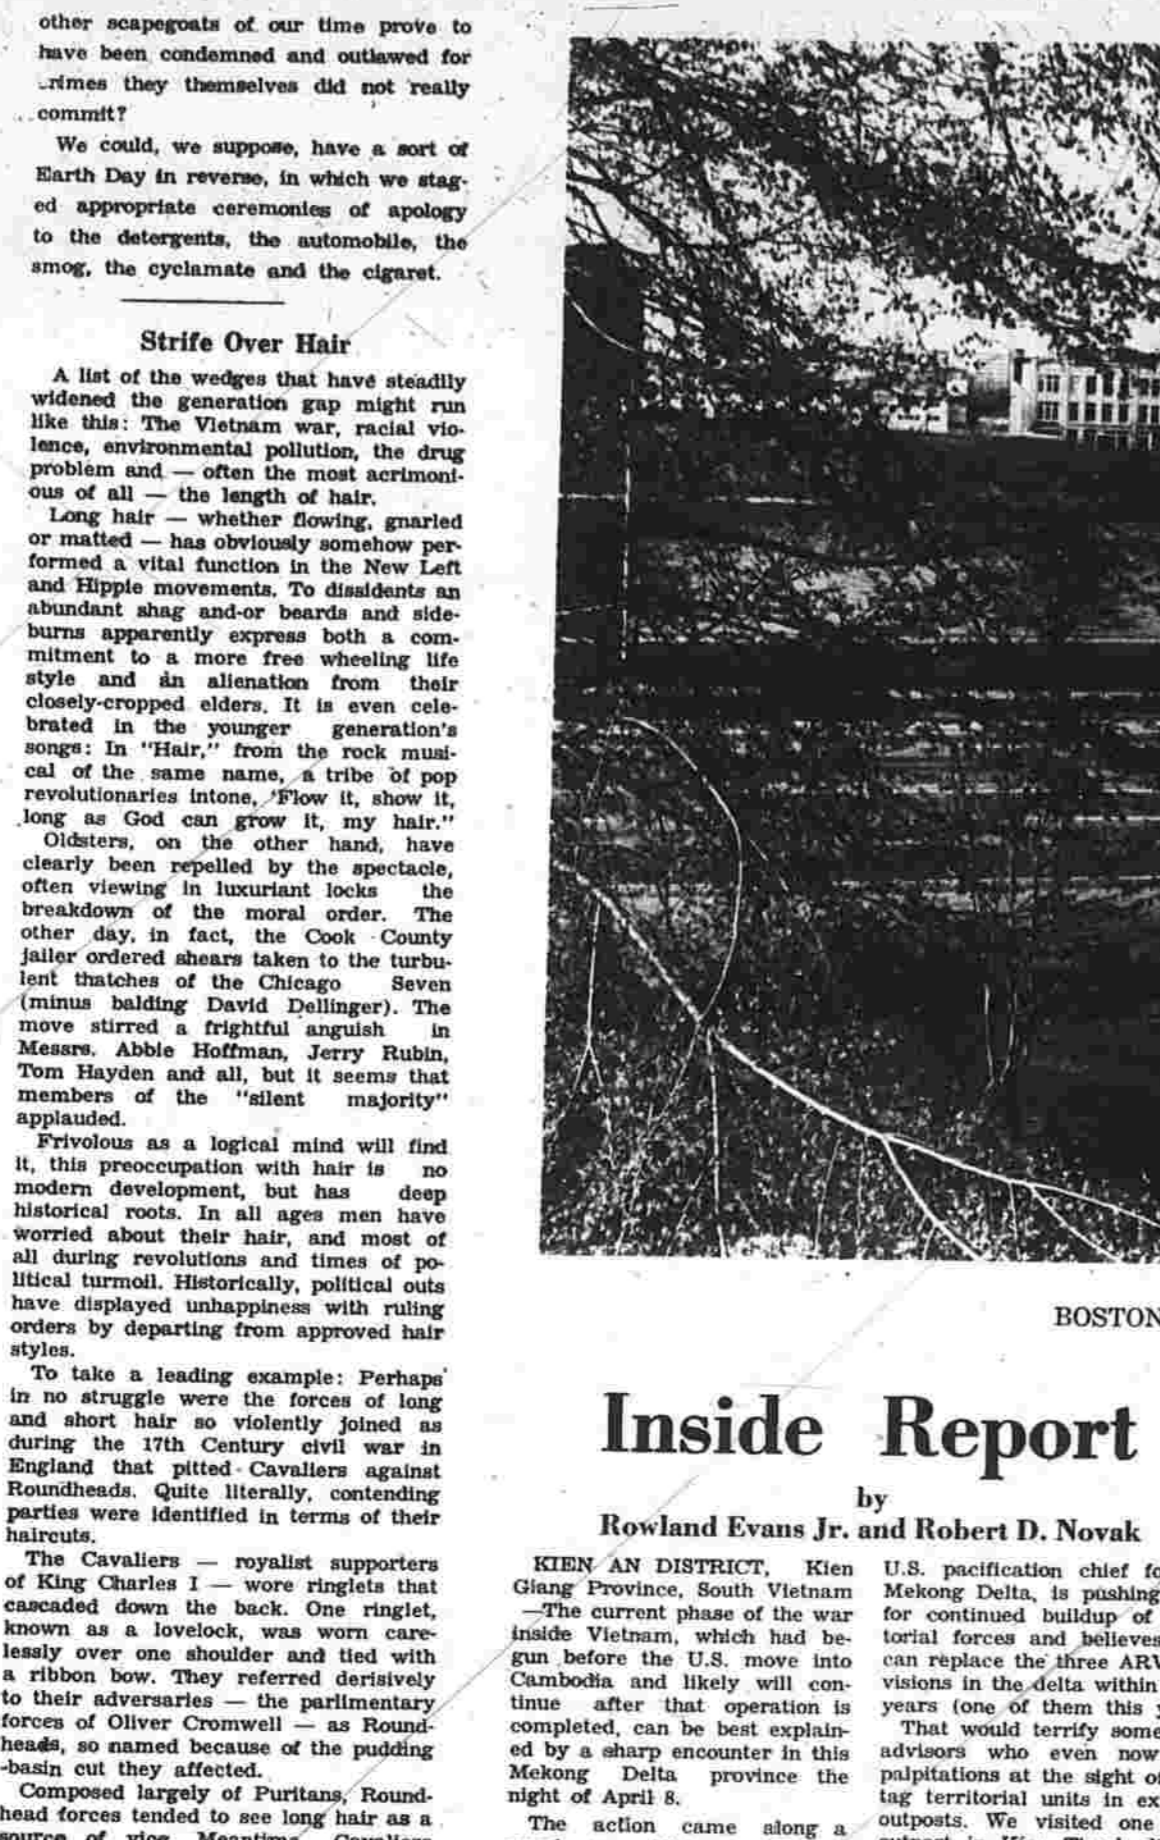 other scapegoats of our time prove to
have been condemned and outlawed for
rimes they themselves did not really
commit?
We could, we suppose, have a sort of
Earth Day in reverse, in which we stag-
ed appropriate ceremonies of apology
to the detergents, the automobile, the
smog, the cyclamate and the cigaret.
Strife Over Hair
A list of the wedges that have steadily
widened the generation gap might run
like this: The Vietnam war, racial vio-
lence, environmental pollution, the drug
problem and — often the most acrimoni-
ous of all — the length of hair.
Long hair — whether flowing, gnarled
or matted — has obviously somehow per-
formed a vital function in the New Left
and Hippie movements. To dissidents an
abundant shag and-or beards and side-
burns apparently express both a com-
mitment to a more free wheeling life
style and an alienation from their
closely-cropped elders. It is even cele-
brated in the younger generation's
songs: In "Hair," from the rock musi-
cal of the same name, a tribe of pop
revolutionaries intone, 'Flow it, show it,
long as God can grow it, my hair."
Oldsters, on the other hand, have
clearly been repelled by the spectacle,
often viewing in luxuriant locks the
breakdown of the moral order. The
other day, in fact, the Cook County
jailer ordered shears taken to the turbu-
lent thatches of the Chicago Seven
(minus balding David Dellinger). The
move stirred a frightful anguish in
Messrs. Abbie Hoffman, Jerry Rubin,
Tom Hayden and all, but it seems that
members of the "silent majority"
applauded.
Frivolous as a logical mind will find
it, this preoccupation with hair is no
modern development, but has deep
historical roots. In all ages men have
worried about their hair, and most of
all during revolutions and times of po-
litical turmoil. Historically, political outs
have displayed unhappiness with ruling
orders by departing from approved hair
styles.
To take a leading example: Perhaps
in no struggle were the forces of long
and short hair so violently joined as
during the 17th Century civil war in
England that pitted Cavaliers against
Roundheads. Quite literally, contending
parties were identified in terms of their
haircuts.
The Cavaliers — royalist supporters
of King Charles I — wore ringlets that
cascaded down the back. One ringlet,
known as a lovelock, was worn care-
lessly over one shoulder and tied with
a ribbon bow. They referred derisively
to their adversaries — the parlimentary
forces of Oliver Cromwell — as Round-
heads, so named because of the pudding
-basin cut they affected.
Composed largely of Puritans, Round-
head forces tended to see long hair as a
source of vice. Meantime, Cavaliers
BOSTON
Inside Report
by
Rowland Evans Jr. and Robert D. Novak
KIEN AN DISTRICT, Kien
Giang Province, South Vietnam
—The current phase of the war
inside Vietnam, which had be-
gun before the U.S. move into
Cambodia and likely will con-
tinue after that operation is
completed, can be best explain-
ed by a sharp encounter in this
Mekong Delta province the
night of April 8.
The action came along a
U.S. pacification chief fo
Mekong Delta, is pushing
for continued buildup of
torial forces and believes
can replace the three ARV
visions in the delta within
years (one of them this
That would terrify some
advisors who even now
palpitations at the sight of
tag territorial units in ex
outposts. We visited one